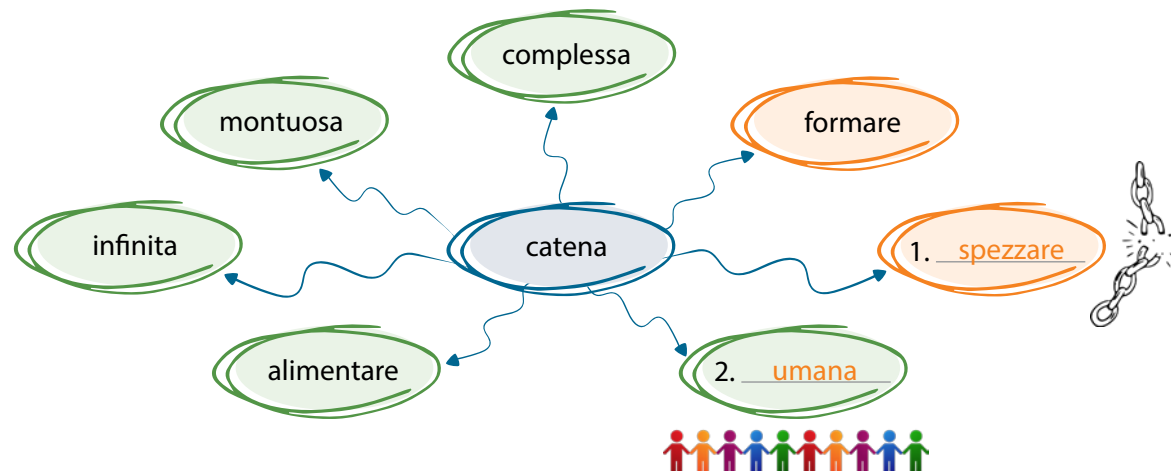 complessa
montuosa
formare
infinita
catena
1. spezzare
alimentare
2. umana